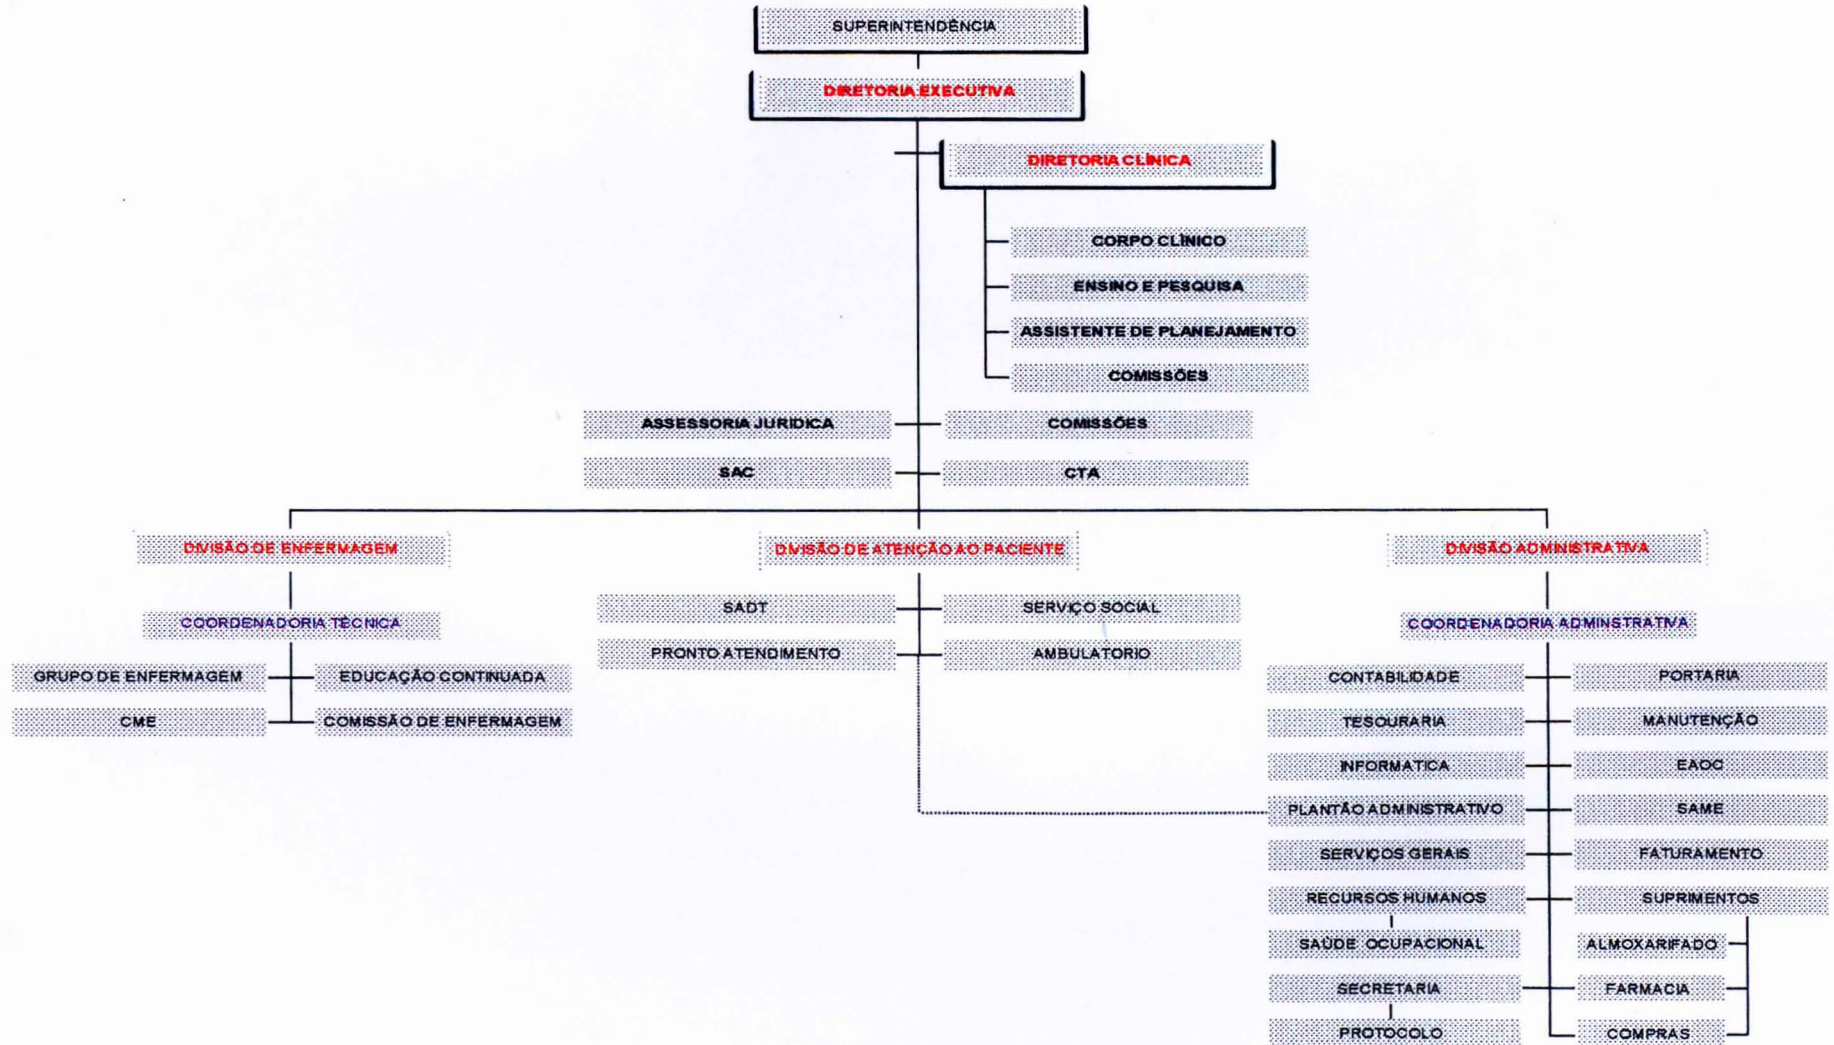 SUPERINTENDÊNCIA
DIRETORIA EXECUTIVA
DIRETORIA CLÍNICA
CORPO CLÍNICO
ENSINO E PESQUISA
ASSISTENTE DE PLANEJAMENTO
COMISSÕES
ASSESSORIA JURIDICA
COMISSÕES
SAC
CTA
DIVISÃO DE ENFERMAGEM
DIVISÃO DE ATENÇÃO AO PACIENTE
DIVISÃO ADMINISTRATIVA
COORDENADORIA TÉCNICA
GRUPO DE ENFERMAGEM
EDUCAÇÃO CONTINUADA
CME
COMISSÃO DE ENFERMAGEM
SADT
SERVIÇO SOCIAL
PRONTO ATENDIMENTO
AMBULATORIO
COORDENADORIA ADMINSTRATIVA
CONTABILIDADE
PORTARIA
TESOURARIA
MANUTENÇÃO
INFORMATICA
EAOC
PLANTÃO ADMINISTRATIVO
SAME
SERVIÇOS GERAIS
FATURAMENTO
RECURSOS HUMANOS
SUPRIMENTOS
SAÚDE OCUPACIONAL
ALMOXARIFADO
SECRETARIA
FARMACIA
PROTOCOLO
COMPRAS